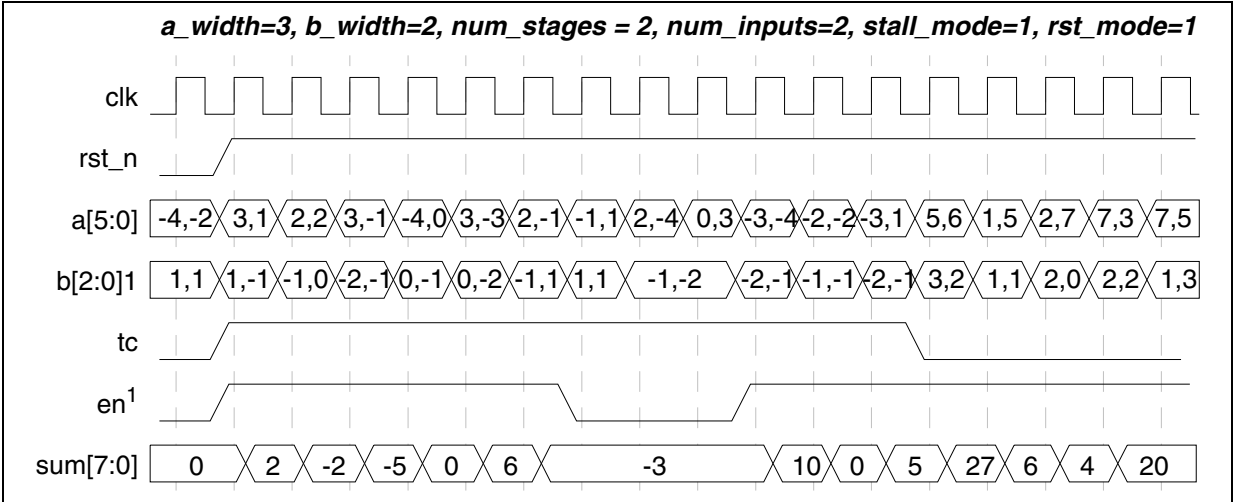 a_width=3, b_width=2, num_stages = 2, num_inputs=2, stall_mode=1, rst_mode=1
clk
rst_n
a[5:0] -4,-2 3,1 2,2 3,-1 -4,0 3,-3 2,-1 -1,1 2,-4 0,3 -3,-4 -2,-2 -3,1 5,6 1,5 2,7 7,3 7,5
b[2:0]1 1,1 1,-1 -1,0 -2,-1 0,-1 0,-2 -1,1 1,1 -1,-2 -2,-1 -1,-1 -2,-1 3,2 1,1 2,0 2,2 1,3
tc
en1
sum[7:0] 0 2 -2 -5 0 6 -3 10 0 5 27 6 4 20